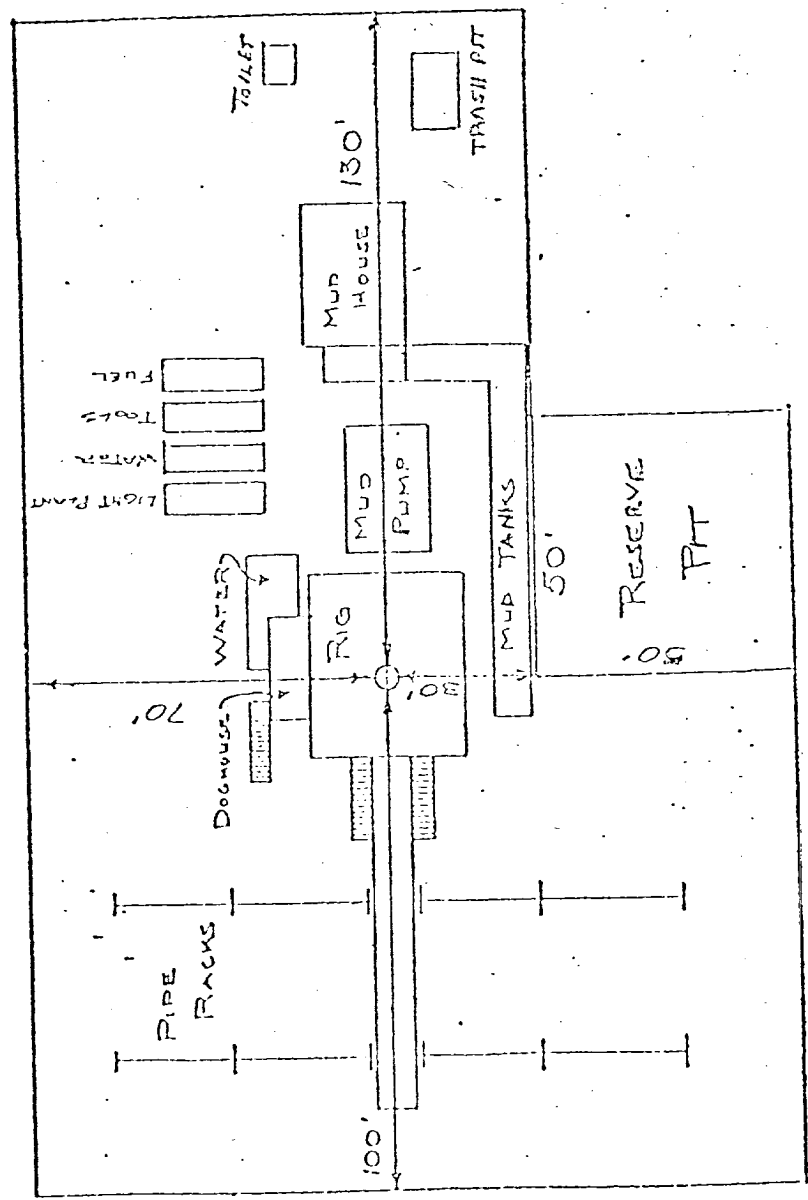 TOILET
TRASH PIT
130'
MUD
HOUSE
FUEL
TOOLS
WATER
LIGHT PLANT
MUD
PUMP
MUD TANKS
50'
RESERVE
PIT
WATER
RIG
DOGHOUSE
70'
30'
50'
PIPE
RACKS
100'